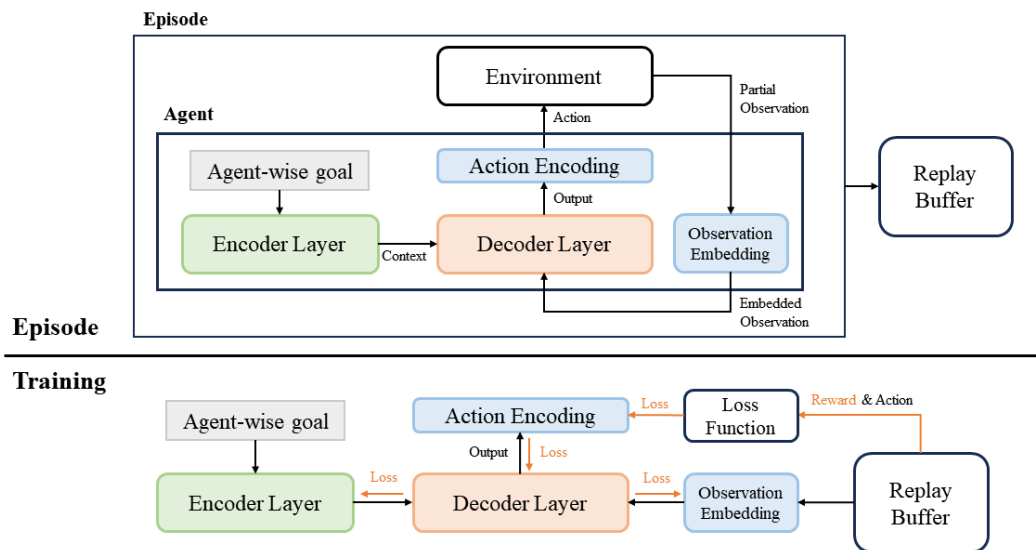 Episode
Environment
Partial
Observation
Agent
Action
Agent-wise goal
Action Encoding
Replay
Buffer
Output
Encoder Layer
Context
Decoder Layer
Observation
Embedding
Embedded
Observation
Episode
Training
Agent-wise goal
Action Encoding
Loss
Loss
Function
Reward & Action
Output
Loss
Encoder Layer
Loss
Decoder Layer
Loss
Observation
Embedding
Replay
Buffer